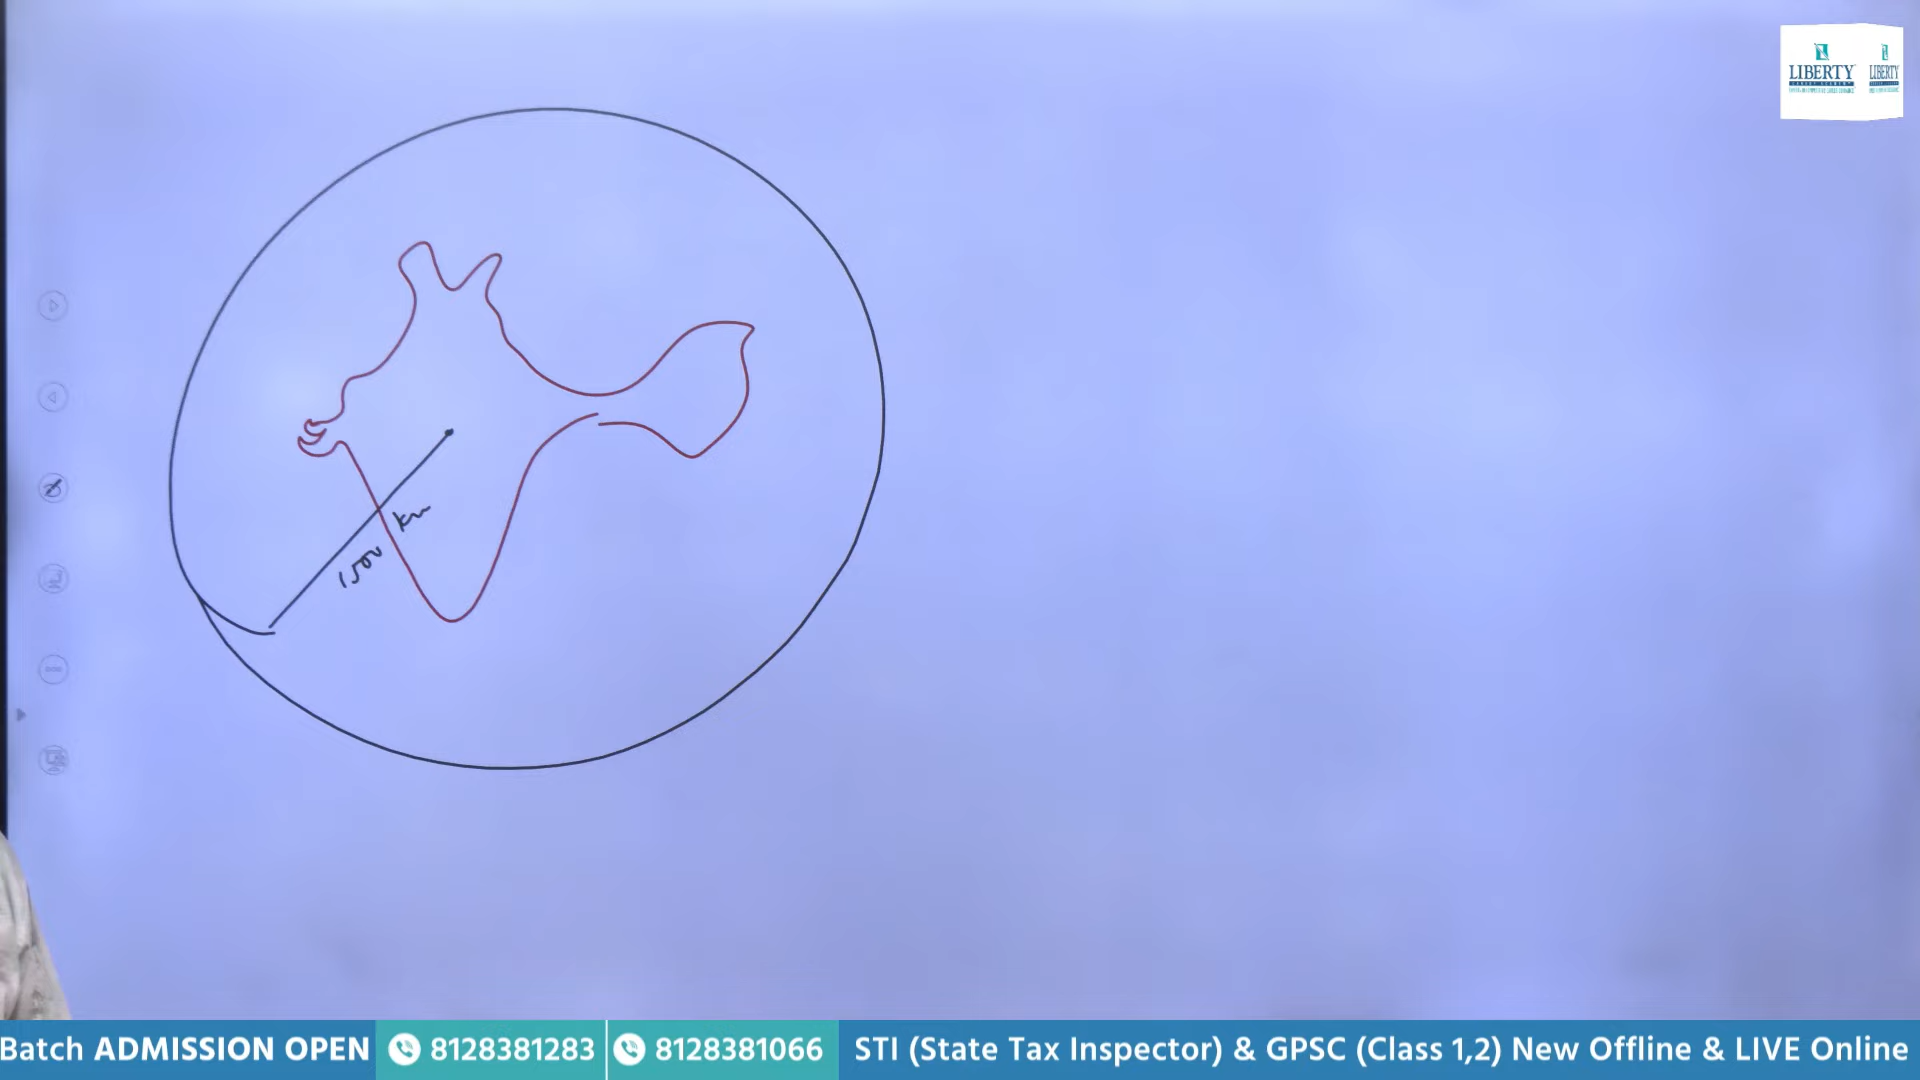 LIBERTY
LIBERTY
1500 km
Batch ADMISSION OPEN
8128381283
8128381066
STI (State Tax Inspector) & GPSC (Class 1,2) New Offline & LIVE Online